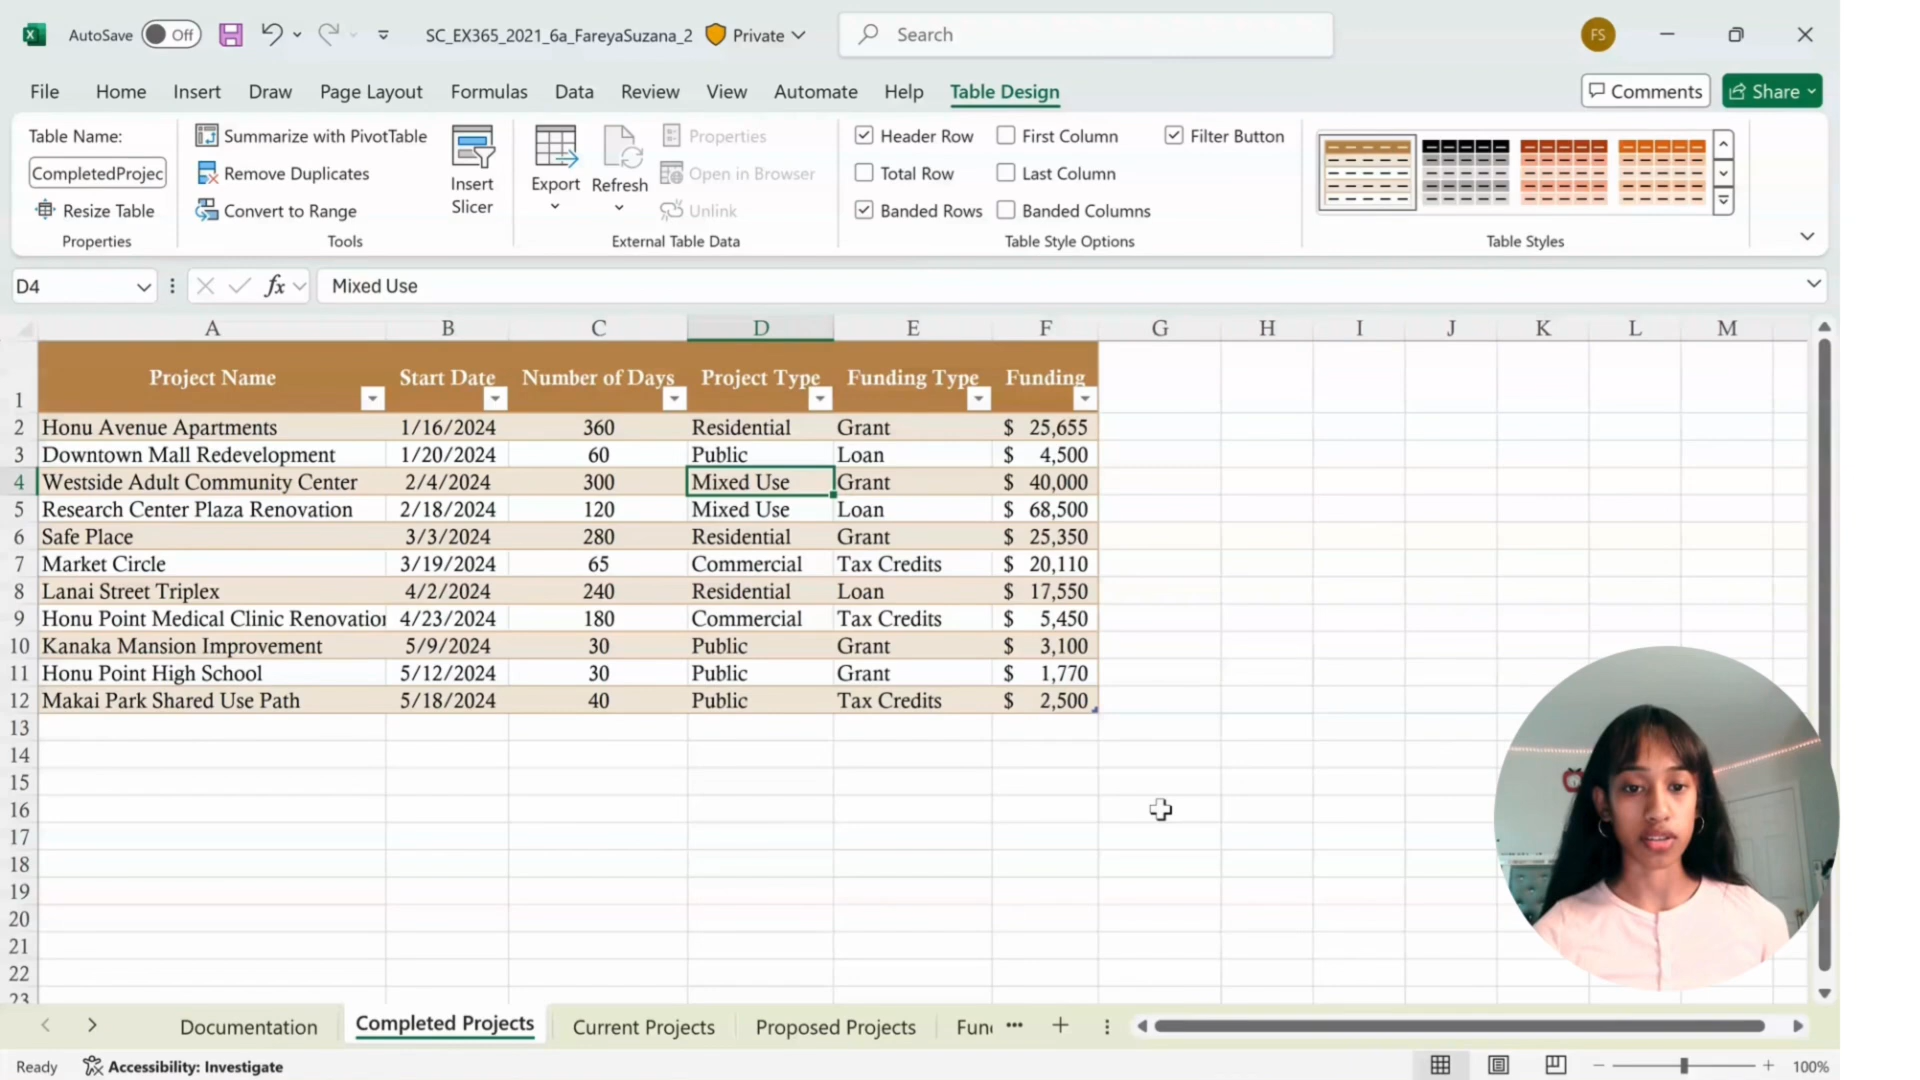 AutoSave Off SC_EX365_2021_6a_FareyaSuzana_2 Private Search FS
File Home Insert Draw Page Layout Formulas Data Review View Automate Help Table Design Comments Share
Table Name:
CompletedProjec
Resize Table
Properties
Summarize with PivotTable
Remove Duplicates
Convert to Range
Tools
Insert
Slicer
Export
Refresh
Properties
Open in Browser
Unlink
External Table Data
Header Row First Column Filter Button
Total Row Last Column
Banded Rows Banded Columns
Table Style Options
Table Styles
D4 fx Mixed Use
A B C D E F G H I J K L M
1 Project Name Start Date Number of Days Project Type Funding Type Funding
2 Honu Avenue Apartments 1/16/2024 360 Residential Grant $ 25,655
3 Downtown Mall Redevelopment 1/20/2024 60 Public Loan $ 4,500
4 Westside Adult Community Center 2/4/2024 300 Mixed Use Grant $ 40,000
5 Research Center Plaza Renovation 2/18/2024 120 Mixed Use Loan $ 68,500
6 Safe Place 3/3/2024 280 Residential Grant $ 25,350
7 Market Circle 3/19/2024 65 Commercial Tax Credits $ 20,110
8 Lanai Street Triplex 4/2/2024 240 Residential Loan $ 17,550
9 Honu Point Medical Clinic Renovation 4/23/2024 180 Commercial Tax Credits $ 5,450
10 Kanaka Mansion Improvement 5/9/2024 30 Public Grant $ 3,100
11 Honu Point High School 5/12/2024 30 Public Grant $ 1,770
12 Makai Park Shared Use Path 5/18/2024 40 Public Tax Credits $ 2,500
13
14
15
16
17
18
19
20
21
22
23
Documentation Completed Projects Current Projects Proposed Projects Fun ...
Ready Accessibility: Investigate 100%